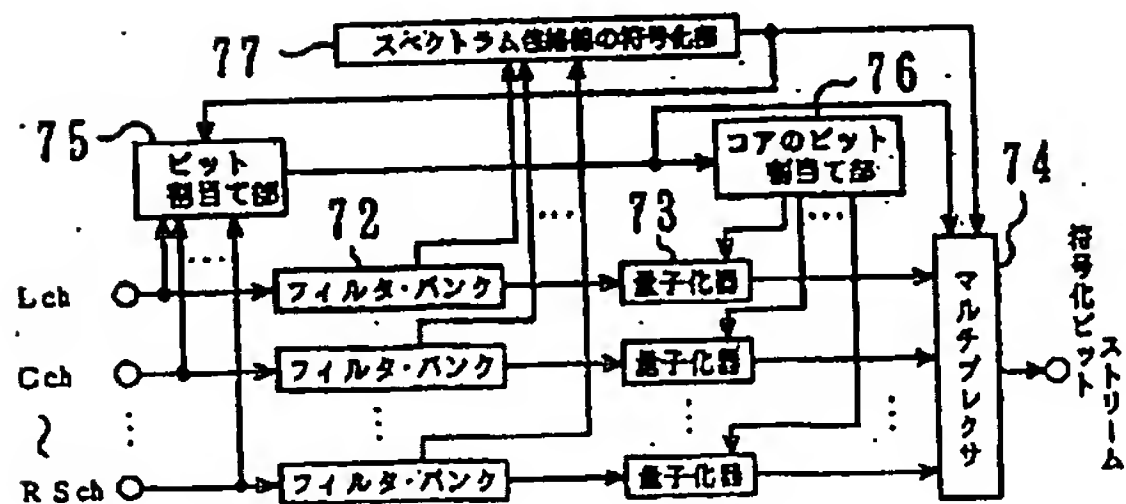 77
スペクトラム包絡線の符号化部
76
75
ビット
割当て部
コアのビット
割当て部
74
72
73
符号化ビット
ストリーム
Lch
フィルタ・バンク
量子化器
マルチプレクサ
Cch
フィルタ・バンク
量子化器
RSch
フィルタ・バンク
量子化器